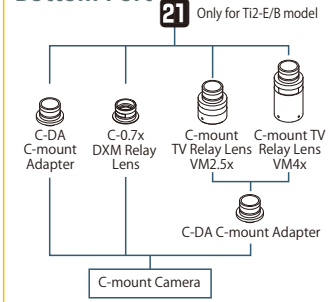 Bottom Port
21 Only for Ti2-E/B model
C-DA
C-mount
Adapter
C-0.7x
DXM Relay
Lens
C-mount
TV Relay Lens
VM2.5x
C-mount TV
Relay Lens
VM4x
C-DA C-mount Adapter
C-mount Camera